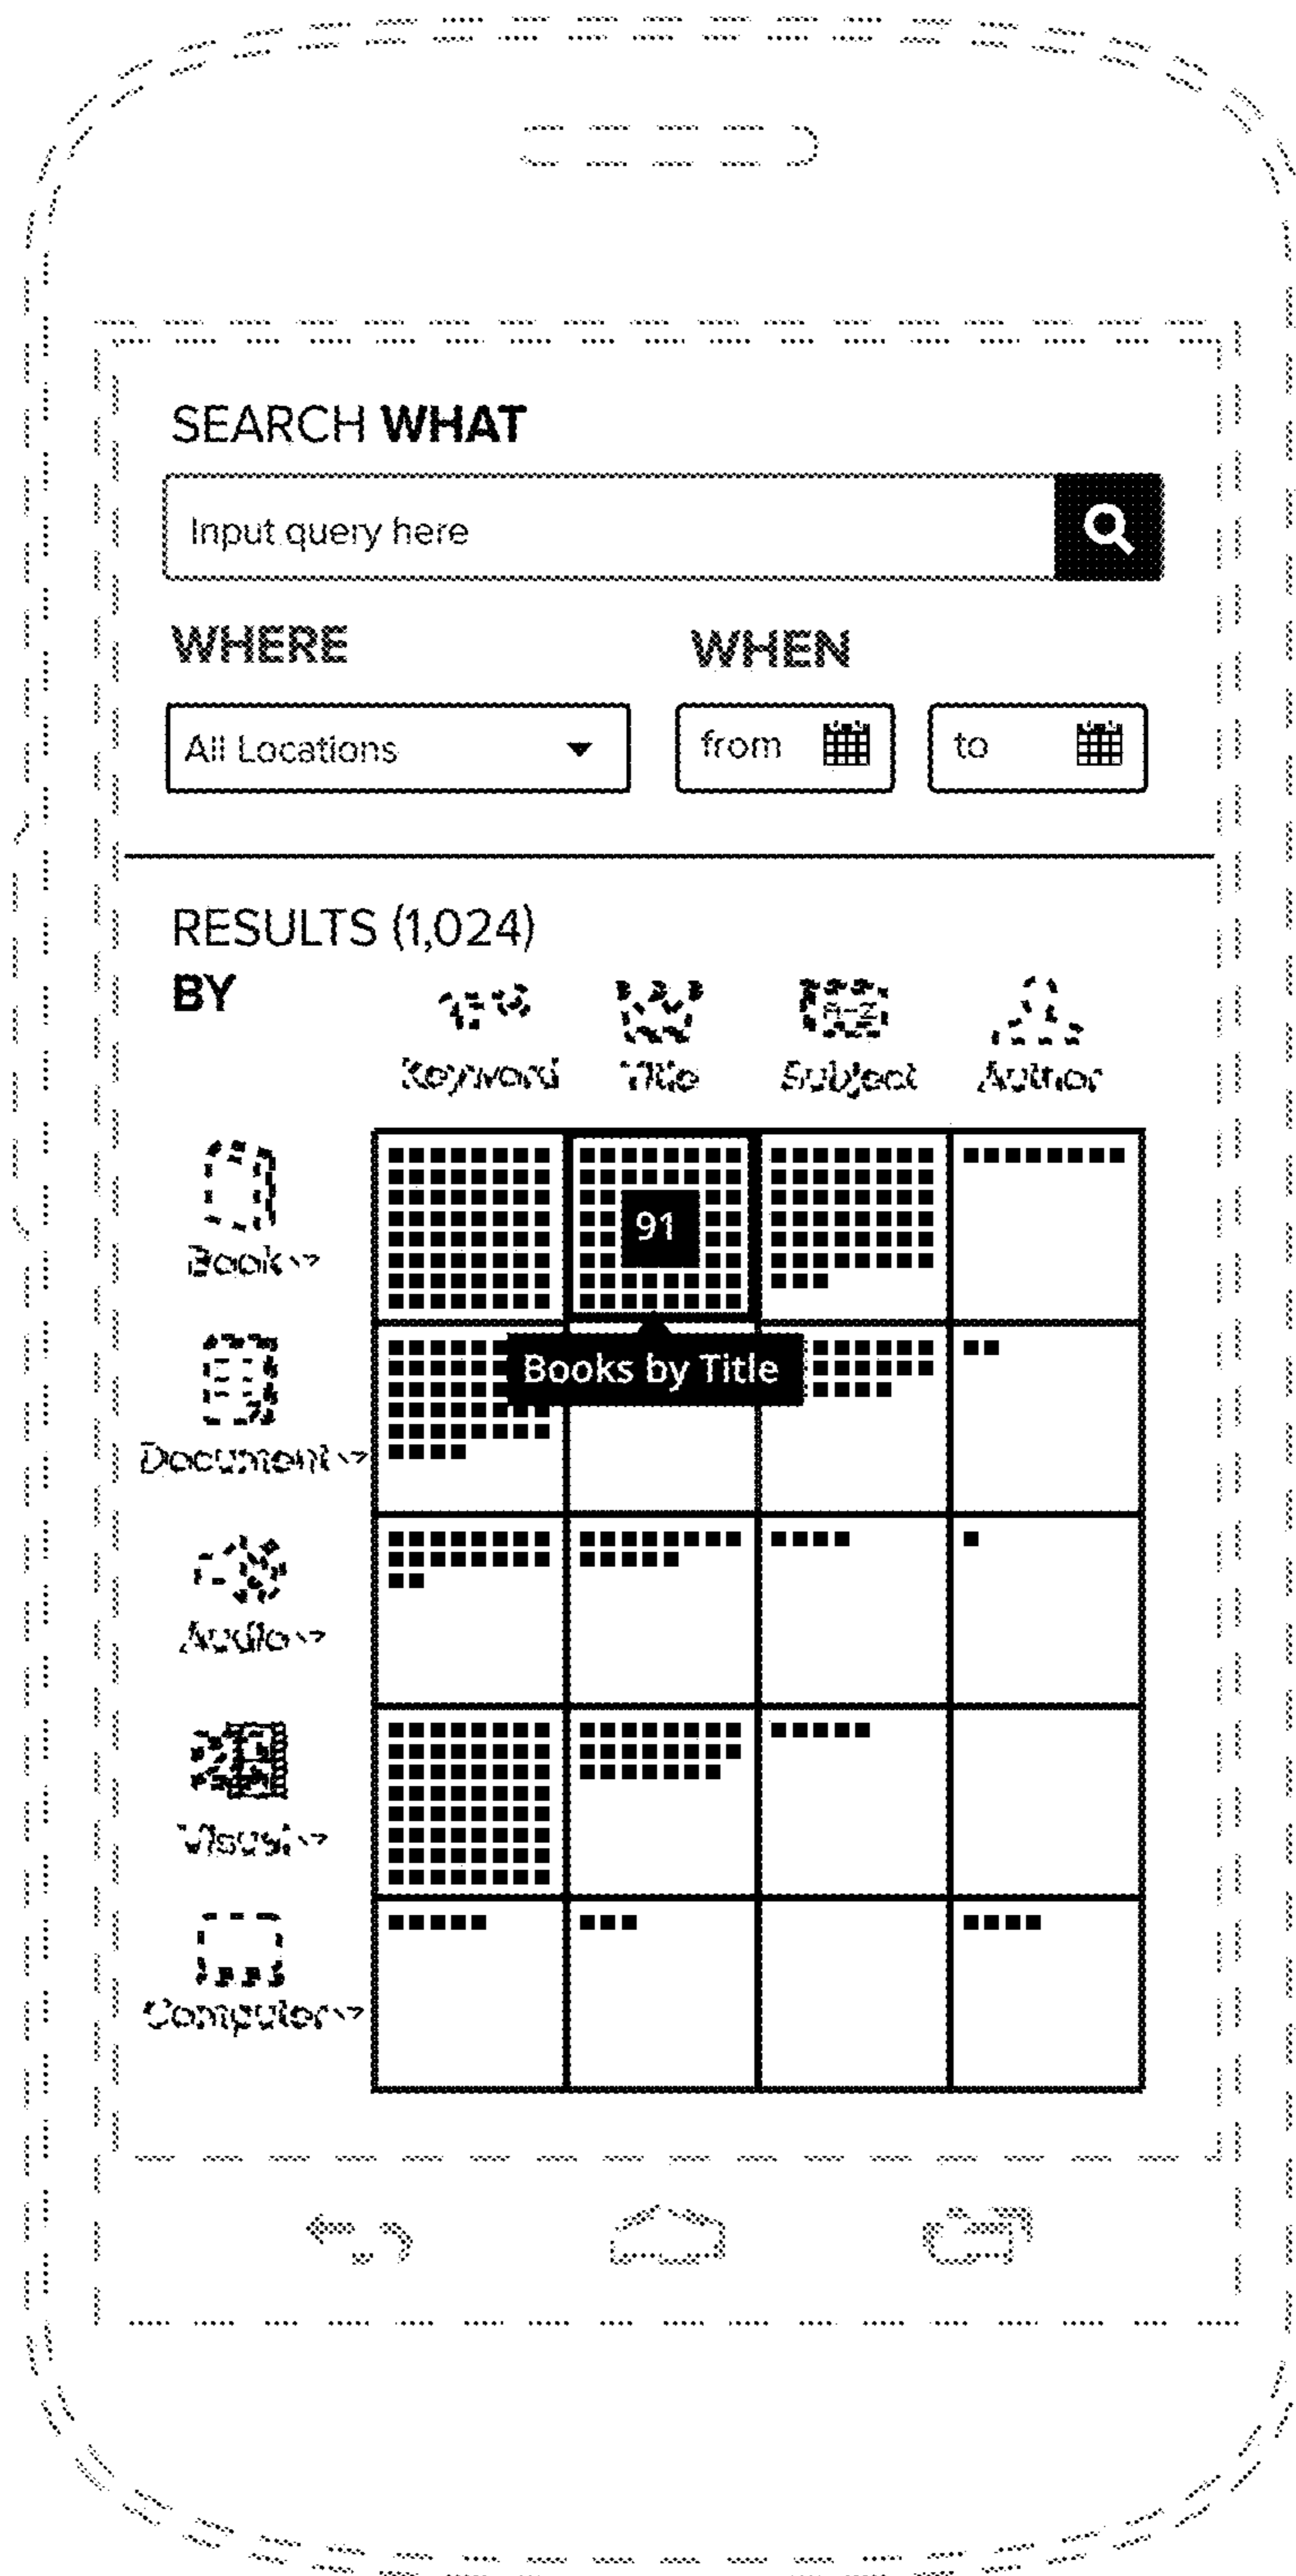 SEARCH WHAT
Input query here
WHERE WHEN
All Locations from to
RESULTS (1,024)
BY
Keyword Title Subject Author
A-Z
Book
91
Books by Title
Document
Audio
Visual
Computer